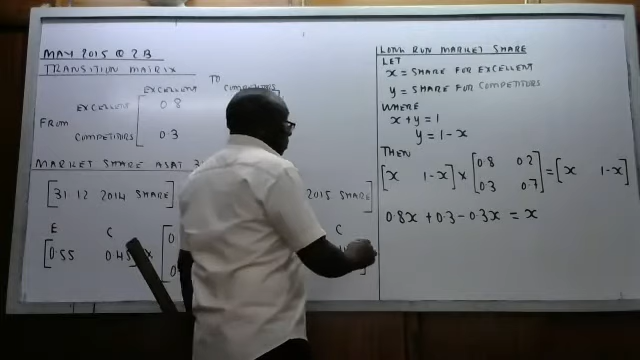 MAY 2015 Q 2B
TRANSITION MATRIX
TO
EXCELLENT COMPETITORS
EXCELLENT 0.8
FROM
COMPETITORS 0.3
MARKET SHARE AS AT 3
[31 12 2014 SHARE] 2015 SHARE]
E C C
[0.55 0.45 × [0
LONG RUN MARKET SHARE
LET
x = SHARE FOR EXCELLENT
y = SHARE FOR COMPETITORS
WHERE
x + y = 1
y = 1 - x
THEN
[x 1-x] × [0.8 0.2 0.3 0.7] = [x 1-x]
0.8x + 0.3 - 0.3x = x